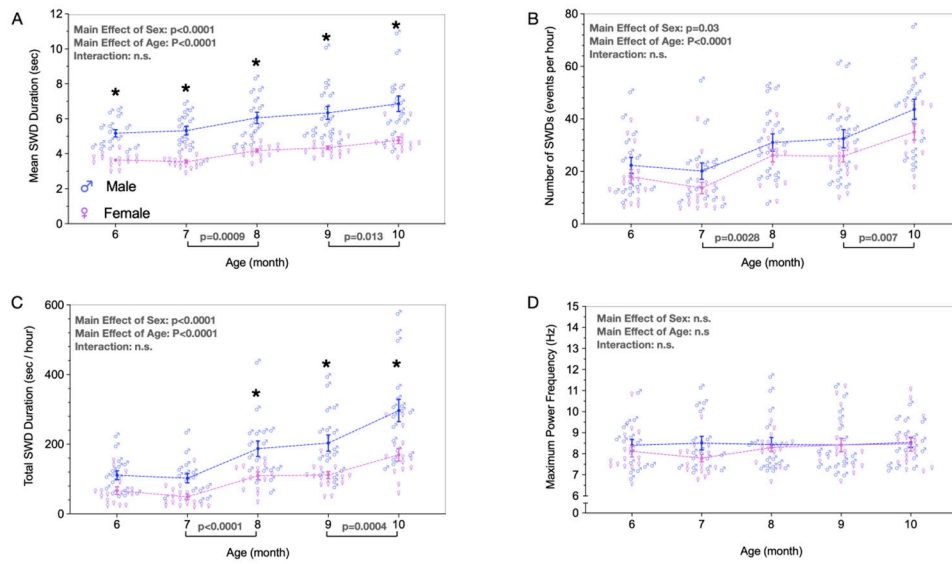 A
Main Effect of Sex: p<0.0001
Main Effect of Age: P<0.0001
Interaction: n.s.
Mean SWD Duration (sec)
12
10
8
6
4
2
0
* * * * *
♂ Male
♀ Female
6 7 8 9 10
p=0.0009 p=0.013
Age (month)
B
Main Effect of Sex: p=0.03
Main Effect of Age: P<0.0001
Interaction: n.s.
Number of SWDs (events per hour)
80
60
40
20
0
6 7 8 9 10
p=0.0028 p=0.007
Age (month)
C
Main Effect of Sex: p<0.0001
Main Effect of Age: P<0.0001
Interaction: n.s.
Total SWD Duration (sec / hour)
600
400
200
0
* * *
6 7 8 9 10
p<0.0001 p=0.0004
Age (month)
D
Main Effect of Sex: n.s.
Main Effect of Age: n.s
Interaction: n.s.
Maximum Power Frequency (Hz)
15
14
13
12
11
10
9
8
7
6
0
6 7 8 9 10
Age (month)